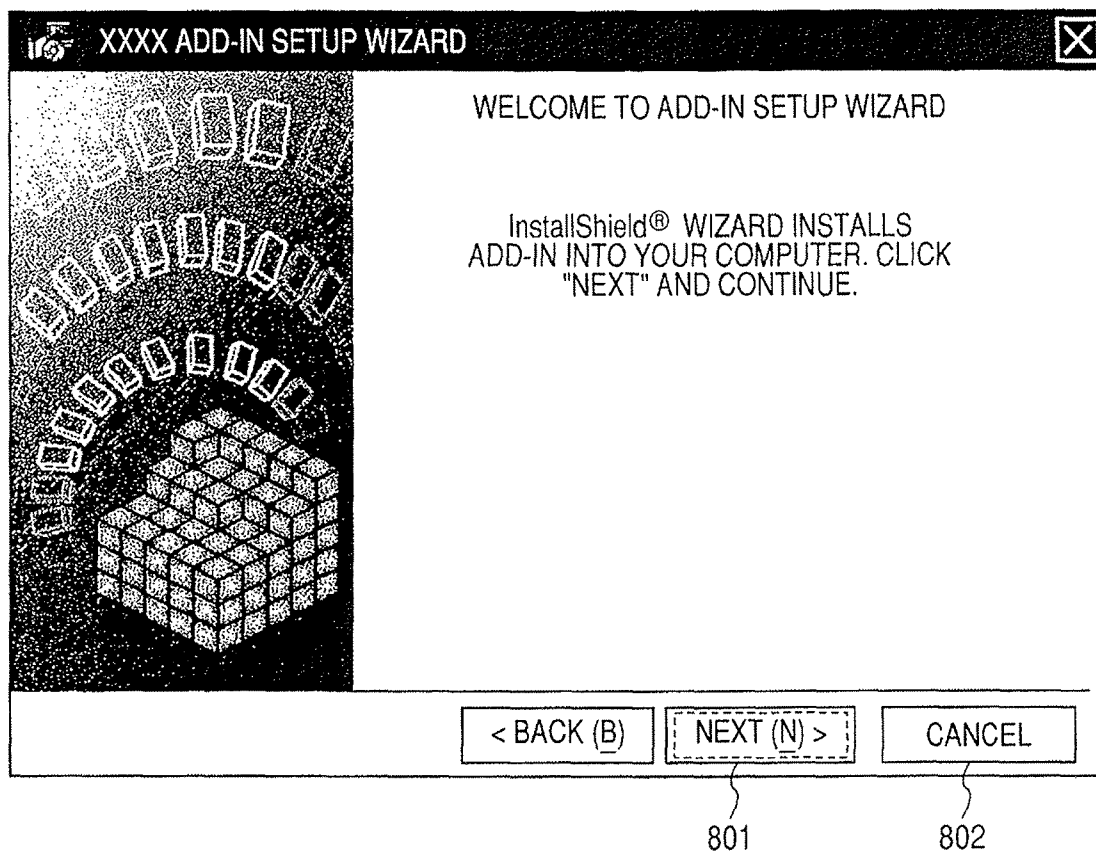 XXXX ADD-IN SETUP WIZARD
WELCOME TO ADD-IN SETUP WIZARD
InstallShield® WIZARD INSTALLS
ADD-IN INTO YOUR COMPUTER. CLICK
"NEXT" AND CONTINUE.
< BACK (B) NEXT (N) > CANCEL
801 802